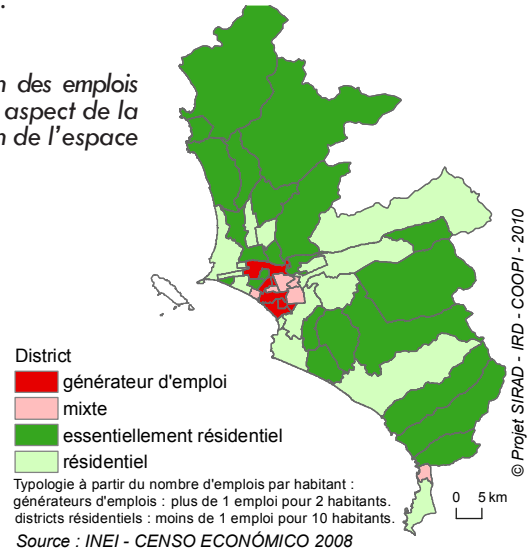 n des emplois
aspect de la
n de l'espace
District
générateur d'emploi
mixte
essentiellement résidentiel
résidentiel
Typologie à partir du nombre d'emplois par habitant :
générateurs d'emplois : plus de 1 emploi pour 2 habitants.
districts résidentiels : moins de 1 emploi pour 10 habitants.
Source : INEI - CENSO ECONÓMICO 2008
0 5 km
© Projet SIRAD - IRD - COOPI - 2010